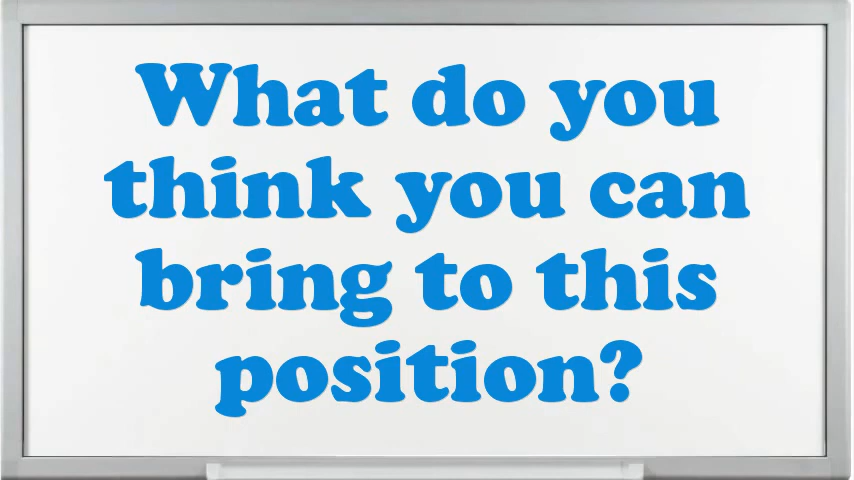 What do you
think you can
bring to this
position?